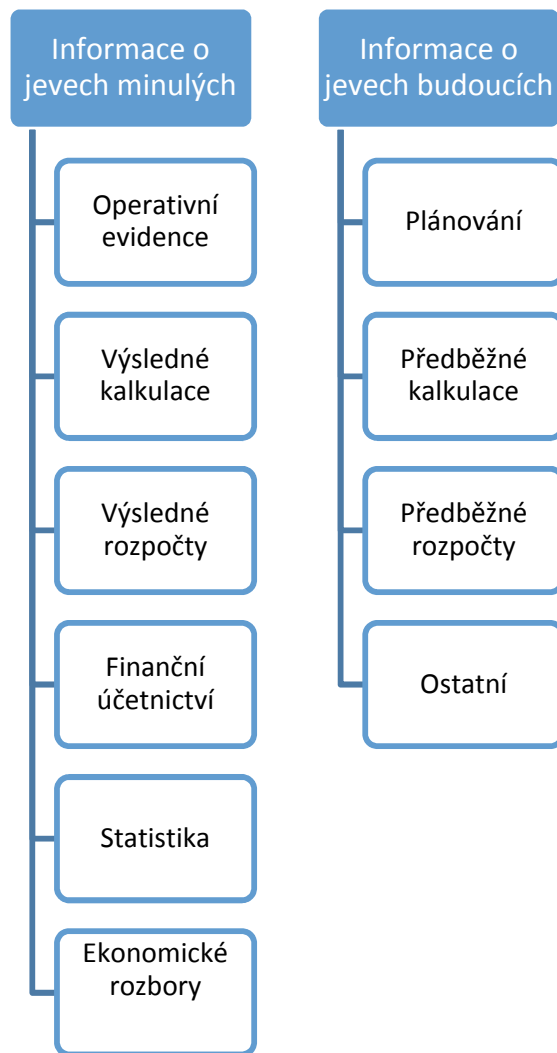 Informace o
jevech minulých
Operativní
evidence
Výsledné
kalkulace
Výsledné
rozpočty
Finanční
účetnictví
Statistika
Ekonomické
rozbory
Informace o
jevech budoucích
Plánování
Předběžné
kalkulace
Předběžné
rozpočty
Ostatní